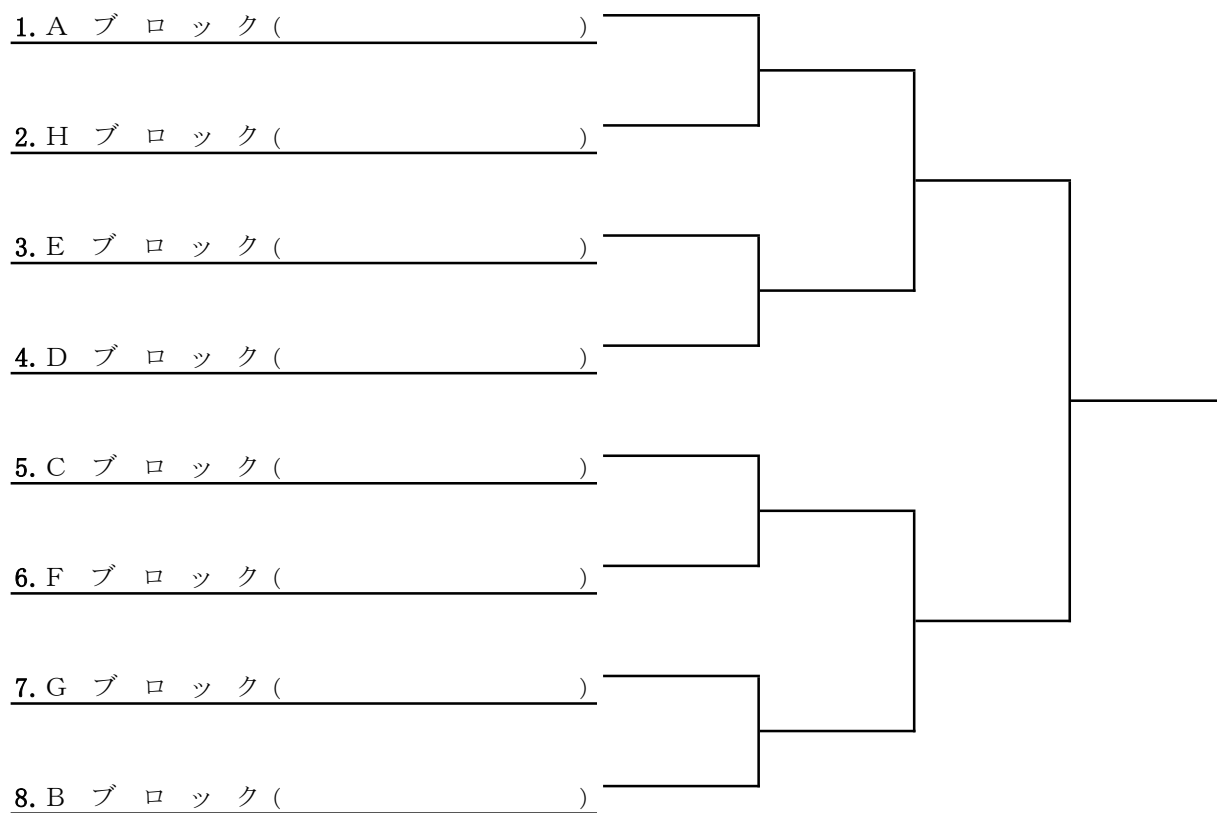 1. A ブロック( )
2. H ブロック( )
3. E ブロック( )
4. D ブロック( )
5. C ブロック( )
6. F ブロック( )
7. G ブロック( )
8. B ブロック( )